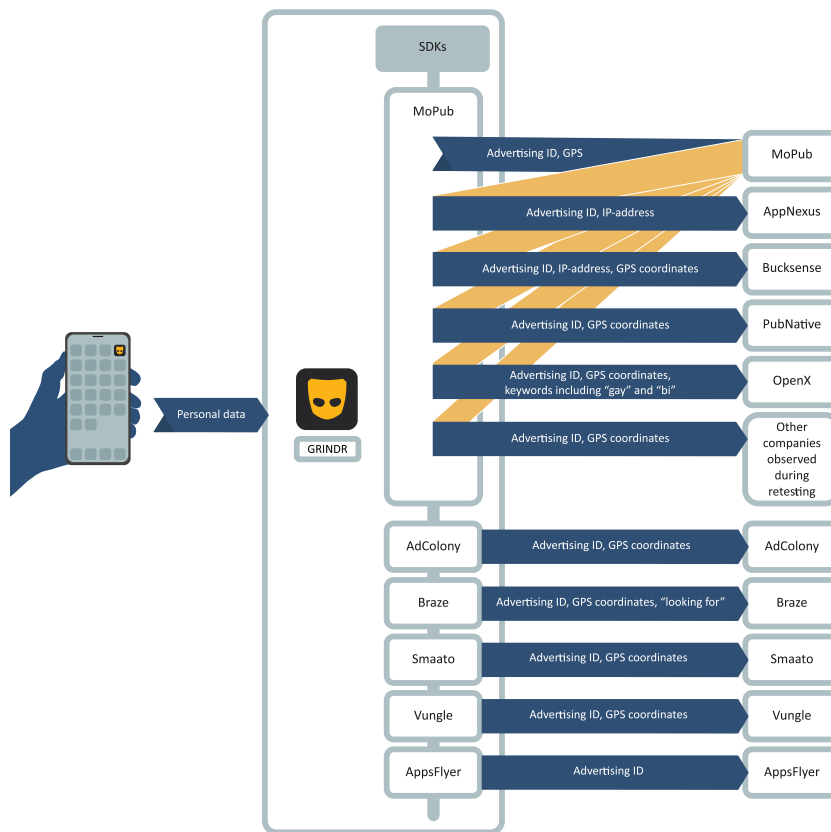 SDKs
MoPub
Advertising ID, GPS
MoPub
Advertising ID, IP-address
AppNexus
Advertising ID, IP-address, GPS coordinates
Bucksense
Advertising ID, GPS coordinates
PubNative
Advertising ID, GPS coordinates,
keywords including “gay” and “bi”
OpenX
Personal data
GRINDR
Advertising ID, GPS coordinates
Other
companies
observed
during
retesting
AdColony
Advertising ID, GPS coordinates
AdColony
Braze
Advertising ID, GPS coordinates, “looking for”
Braze
Smaato
Advertising ID, GPS coordinates
Smaato
Vungle
Advertising ID, GPS coordinates
Vungle
AppsFlyer
Advertising ID
AppsFlyer